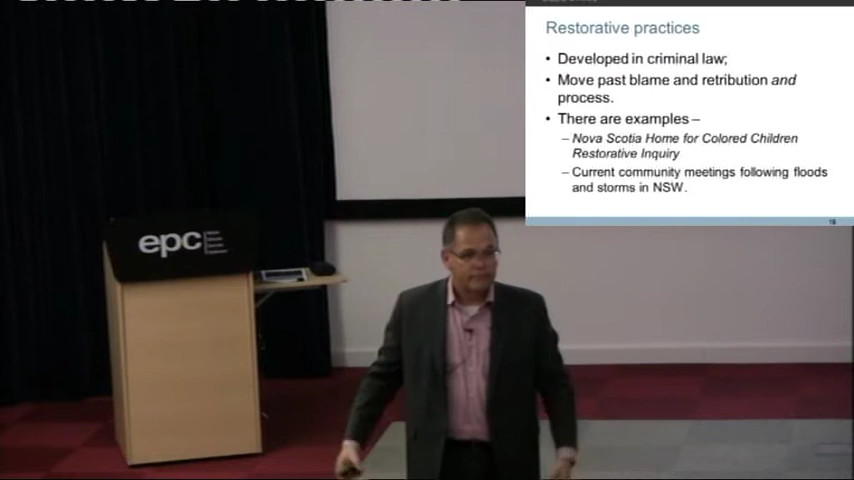 Restorative practices
• Developed in criminal law;
• Move past blame and retribution and
process.
• There are examples –
– Nova Scotia Home for Colored Children
Restorative Inquiry
– Current community meetings following floods
and storms in NSW.
18
epc